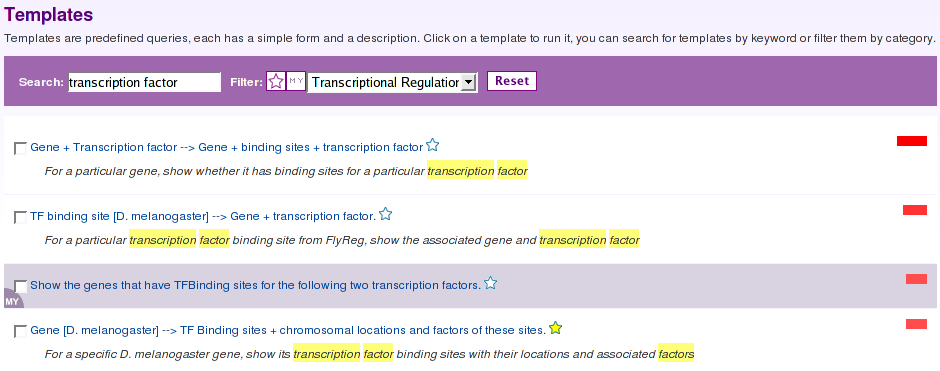 Templates
Templates are predefined queries, each has a simple form and a description. Click on a template to run it, you can search for templates by keyword or filter them by category.
Search: transcription factor Filter: MY Transcriptional Regulation Reset
Gene + Transcription factor --> Gene + binding sites + transcription factor
For a particular gene, show whether it has binding sites for a particular transcription factor
TF binding site [D. melanogaster] --> Gene + transcription factor.
For a particular transcription factor binding site from FlyReg, show the associated gene and transcription factor
Show the genes that have TFBinding sites for the following two transcription factors.
MY
Gene [D. melanogaster] --> TF Binding sites + chromosomal locations and factors of these sites.
For a specific D. melanogaster gene, show its transcription factor binding sites with their locations and associated factors